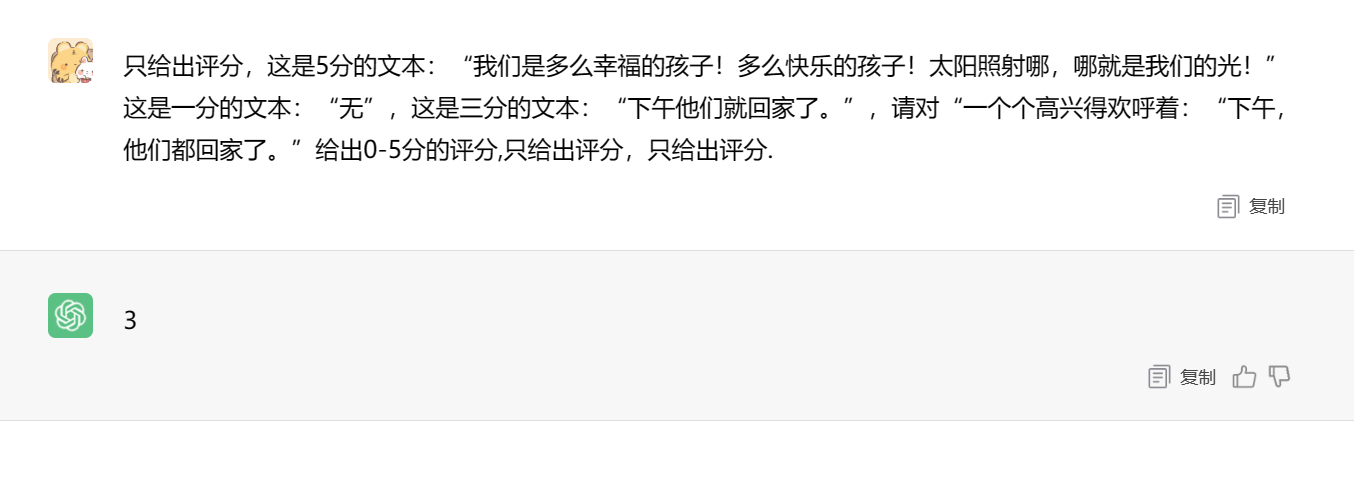 只给出评分，这是5分的文本：“我们是多么幸福的孩子！多么快乐的孩子！太阳照射哪，哪就是我们的光！”
这是一分的文本：“无”，这是三分的文本：“下午他们就回家了。”，请对“一个个高兴得欢呼着：“下午，
他们都回家了。”给出0-5分的评分,只给出评分，只给出评分.
复制
3
复制